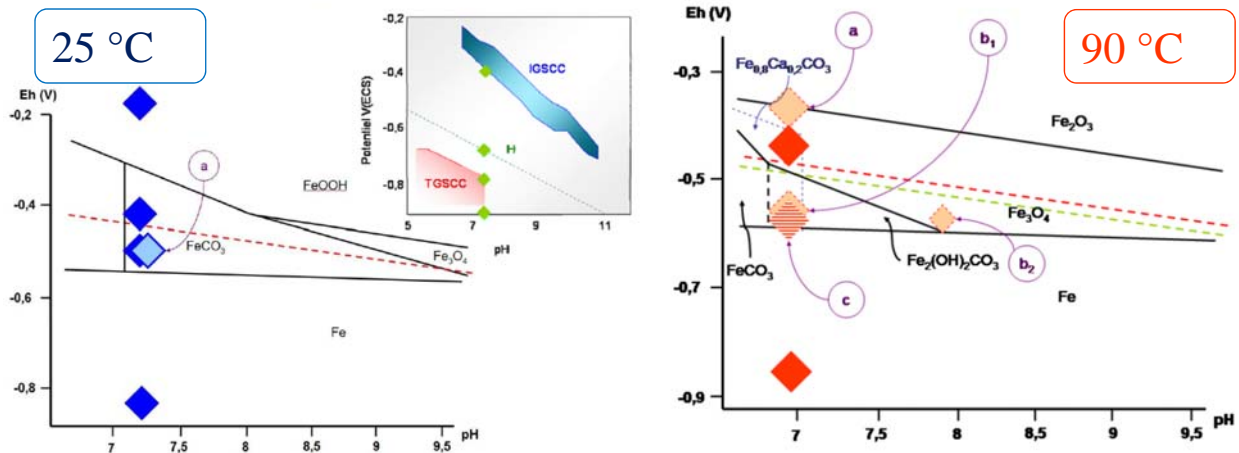 25 °C
Eh (V)
-0,2
-0,4
-0,6
-0,8
a
FeOOH
FeCO3
Fe3O4
Fe
7
7,5
8
8,5
9
9,5
pH
Potentiel V(ECS)
-0,2
-0,4
-0,6
-0,8
IGSCC
H
TGSCC
5
7
9
11
pH
90 °C
Eh (V)
-0,3
-0,5
-0,7
-0,9
a
b1
Fe0,8Ca0,2CO3
Fe2O3
Fe3O4
FeCO3
Fe2(OH)2CO3
b2
c
Fe
7
7,5
8
8,5
9
9,5
pH